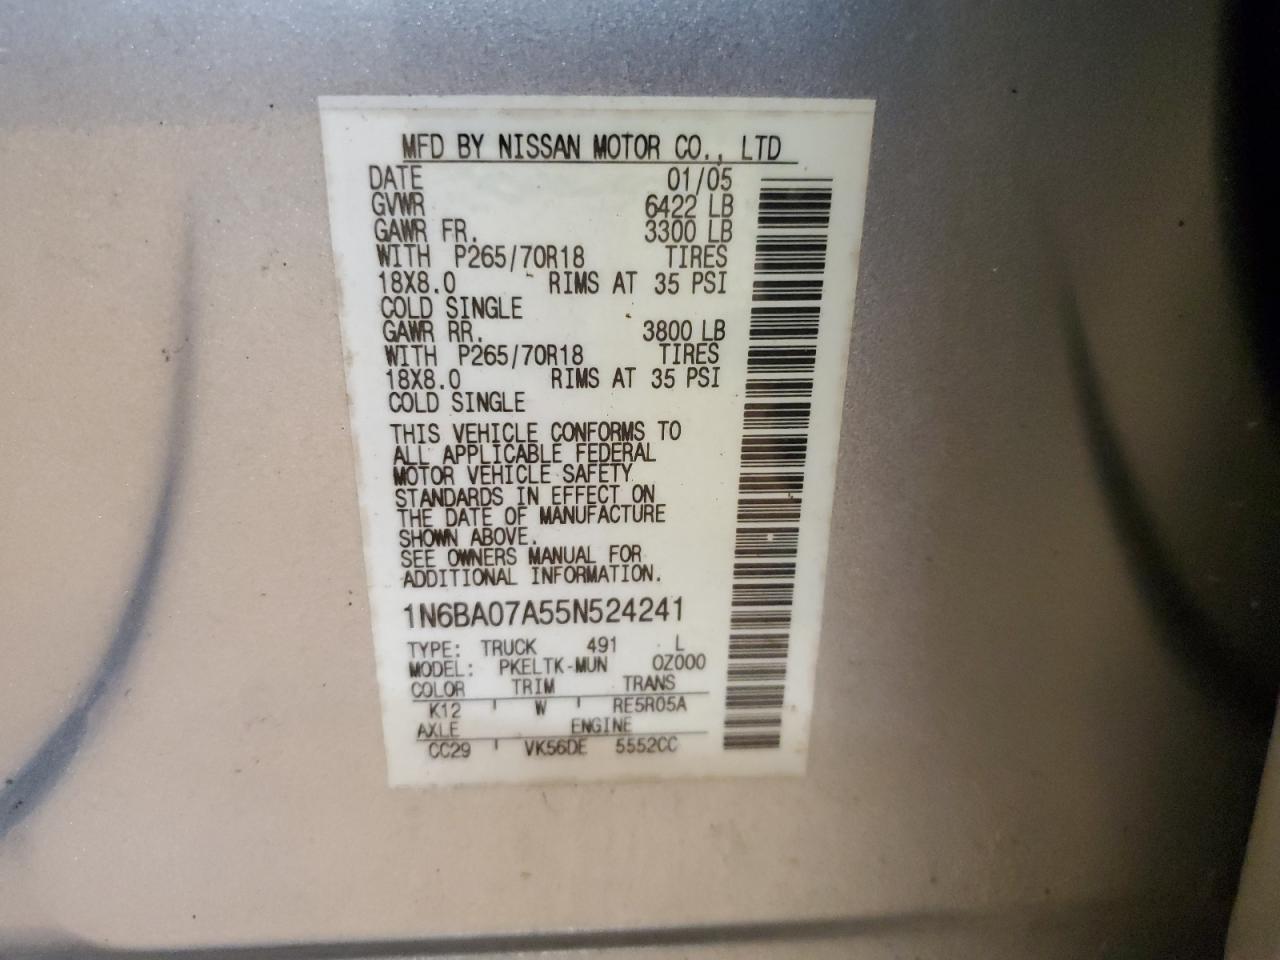 MFD BY NISSAN MOTOR CO., LTD
DATE 01/05
GVWR 6422 LB
GAWR FR. 3300 LB
WITH P265/70R18 TIRES
18X8.0 RIMS AT 35 PSI
COLD SINGLE
GAWR RR. 3800 LB
WITH P265/70R18 TIRES
18X8.0 RIMS AT 35 PSI
COLD SINGLE
THIS VEHICLE CONFORMS TO
ALL APPLICABLE FEDERAL
MOTOR VEHICLE SAFETY
STANDARDS IN EFFECT ON
THE DATE OF MANUFACTURE
SHOWN ABOVE.
SEE OWNERS MANUAL FOR
ADDITIONAL INFORMATION.
1N6BA07A55N524241
TYPE: TRUCK 491 L
MODEL: PKELTK-MUN 0Z000
COLOR TRIM TRANS
K12 W RE5R05A
AXLE ENGINE
CC29 VK56DE 5552CC